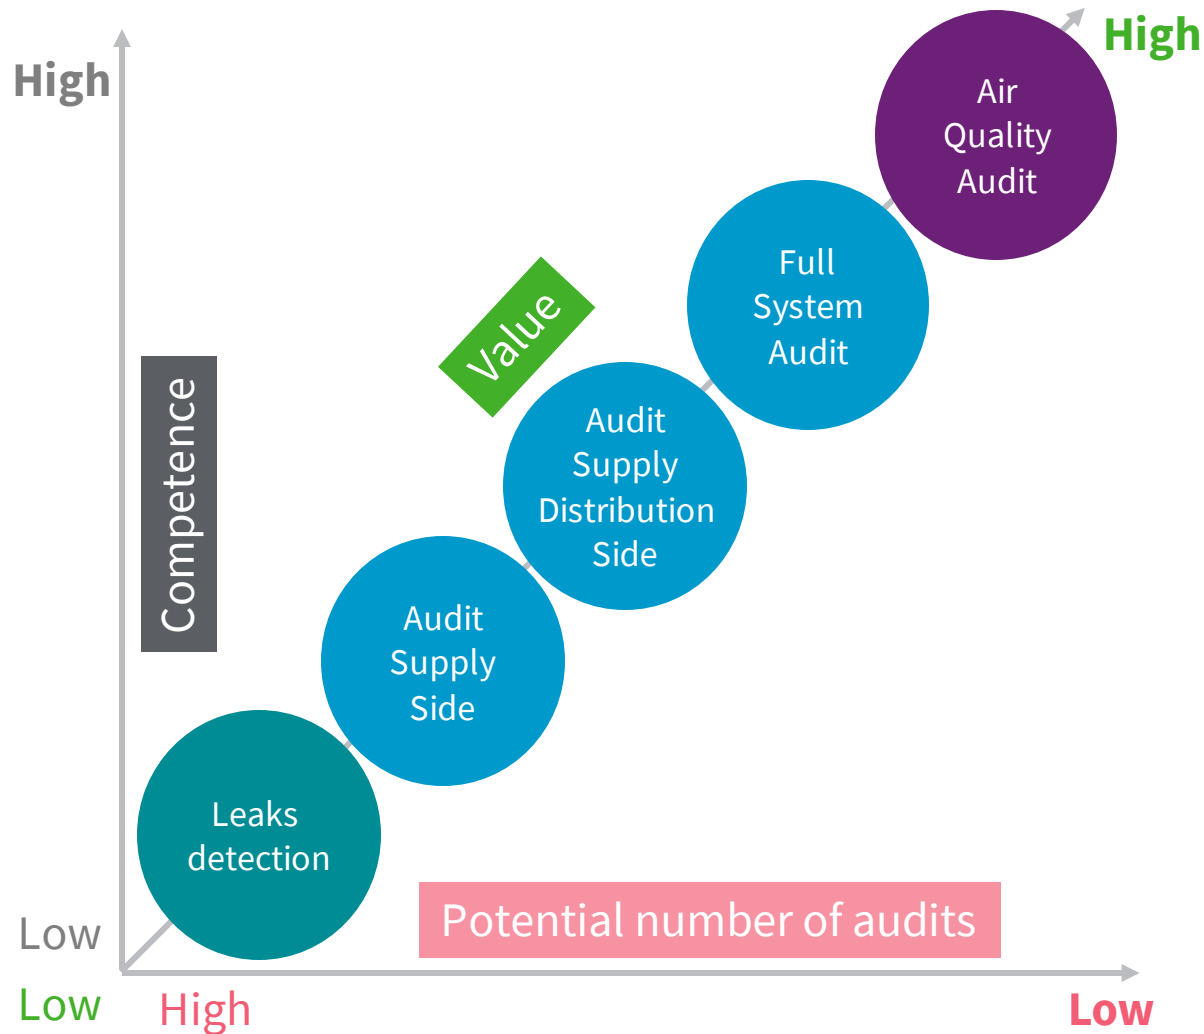 High
High
Air
Quality
Audit
Full
System
Audit
Value
Audit
Supply
Distribution
Side
Competence
Audit
Supply
Side
Leaks
detection
Potential number of audits
Low
Low
High
Low